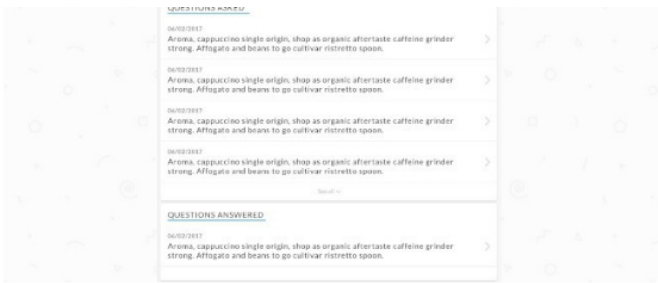 QUESTIONS ASKED
06/02/2017
Aroma, cappuccino single origin, shop as organic aftertaste caffeine grinder
strong. Affogato and beans to go cultivar ristretto spoon.
06/02/2017
Aroma, cappuccino single origin, shop as organic aftertaste caffeine grinder
strong. Affogato and beans to go cultivar ristretto spoon.
06/02/2017
Aroma, cappuccino single origin, shop as organic aftertaste caffeine grinder
strong. Affogato and beans to go cultivar ristretto spoon.
06/02/2017
Aroma, cappuccino single origin, shop as organic aftertaste caffeine grinder
strong. Affogato and beans to go cultivar ristretto spoon.
See all
QUESTIONS ANSWERED
06/02/2017
Aroma, cappuccino single origin, shop as organic aftertaste caffeine grinder
strong. Affogato and beans to go cultivar ristretto spoon.